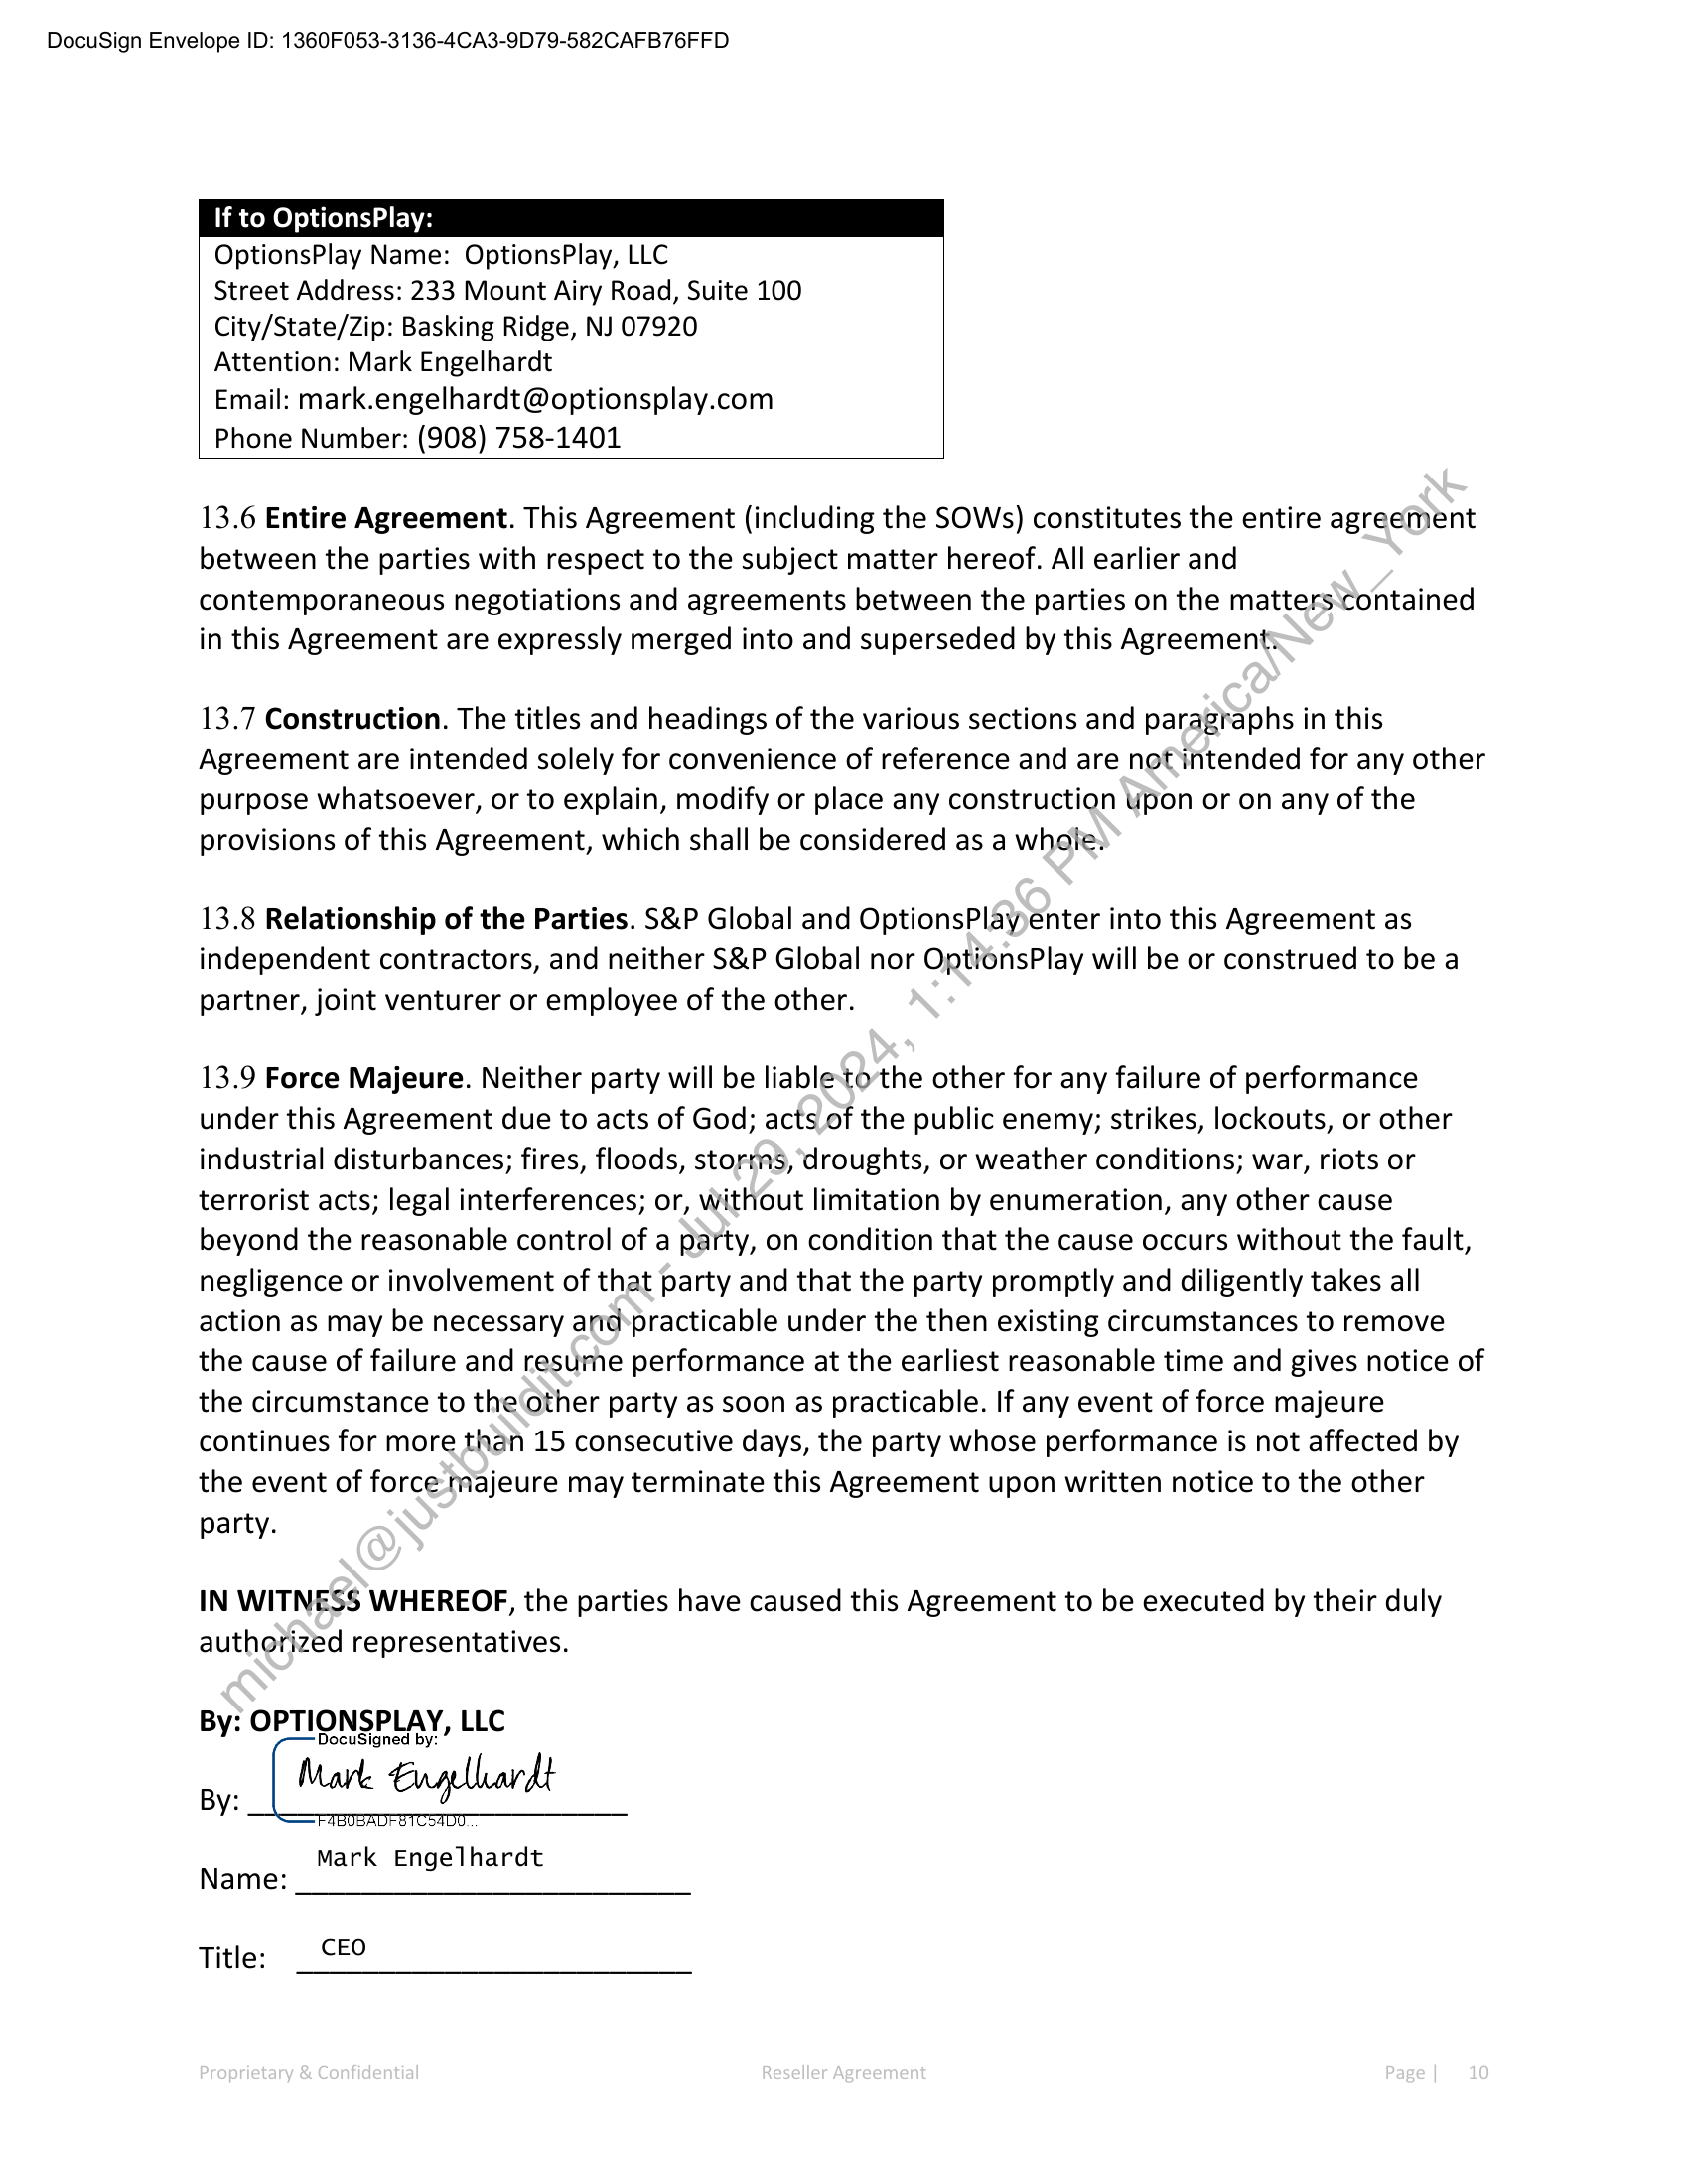 DocuSign Envelope ID: 1360F053-3136-4CA3-9D79-582CAFB76FFD
If to OptionsPlay:
OptionsPlay Name:  OptionsPlay, LLC
Street Address: 233 Mount Airy Road, Suite 100
City/State/Zip: Basking Ridge, NJ 07920
Attention: Mark Engelhardt
Email: mark.engelhardt@optionsplay.com
Phone Number: (908) 758-1401
13.6 Entire Agreement. This Agreement (including the SOWs) constitutes the entire agreement
between the parties with respect to the subject matter hereof. All earlier and
contemporaneous negotiations and agreements between the parties on the matters contained
in this Agreement are expressly merged into and superseded by this Agreement.
13.7 Construction. The titles and headings of the various sections and paragraphs in this
Agreement are intended solely for convenience of reference and are not intended for any other
purpose whatsoever, or to explain, modify or place any construction upon or on any of the
provisions of this Agreement, which shall be considered as a whole.
13.8 Relationship of the Parties. S&P Global and OptionsPlay enter into this Agreement as
independent contractors, and neither S&P Global nor OptionsPlay will be or construed to be a
partner, joint venturer or employee of the other.
13.9 Force Majeure. Neither party will be liable to the other for any failure of performance
under this Agreement due to acts of God; acts of the public enemy; strikes, lockouts, or other
industrial disturbances; fires, floods, storms, droughts, or weather conditions; war, riots or
terrorist acts; legal interferences; or, without limitation by enumeration, any other cause
beyond the reasonable control of a party, on condition that the cause occurs without the fault,
negligence or involvement of that party and that the party promptly and diligently takes all
action as may be necessary and practicable under the then existing circumstances to remove
the cause of failure and resume performance at the earliest reasonable time and gives notice of
the circumstance to the other party as soon as practicable. If any event of force majeure
continues for more than 15 consecutive days, the party whose performance is not affected by
the event of force majeure may terminate this Agreement upon written notice to the other
party.
IN WITNESS WHEREOF, the parties have caused this Agreement to be executed by their duly
authorized representatives.
By: OPTIONSPLAY, LLC
DocuSigned by:
By: Mark Engelhardt
F4B0BADF81C54D0...
Name: Mark Engelhardt
Title: CEO
Proprietary & Confidential Reseller Agreement Page | 10
michael@justbuildit.com - Jul 29, 2024, 1:14:36 PM America/New_York